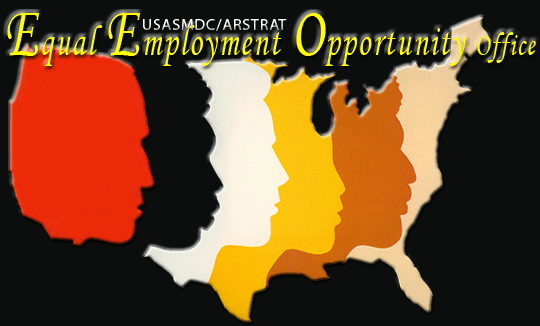 USASMDC/ARSTRAT
Equal Employment Opportunity Office